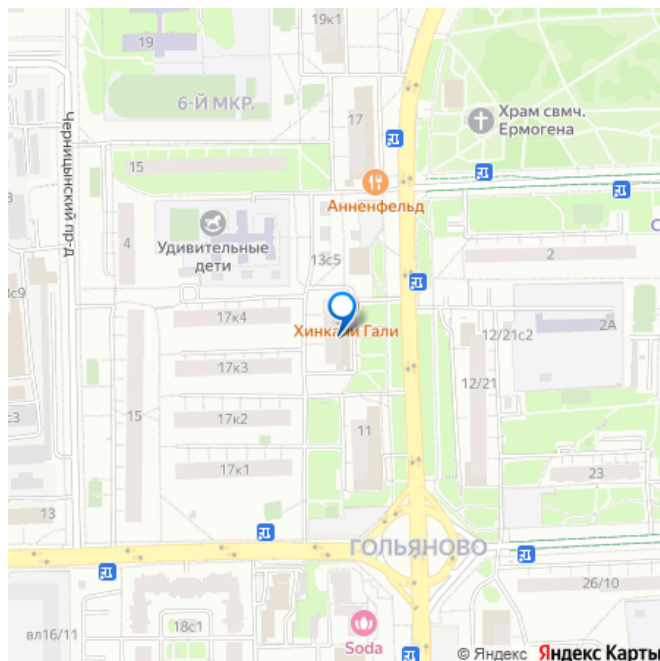 19к1
19
6-Й МКР.
17
Храм свмч.
Ермогена
Черницынский пр-д
15
Анненфельд
4
Удивительные
дети
13с5
2
17к4
Хинкали Гали
12/21с2
2А
17к3
12/21
с3
15
17к2
11
17к1
23
13
ГОЛЬЯНОВО
26/10
18с1
вл16/11
Soda
© Яндекс Яндекс Карты